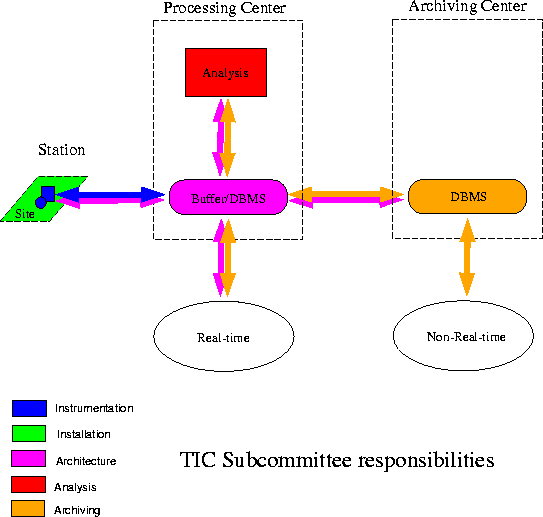 Processing Center
Archiving Center
Analysis
Station
Site
Buffer/DBMS
DBMS
Real-time
Non-Real-time
Instrumentation
Installation
Architecture
Analysis
Archiving
TIC Subcommittee responsibilities